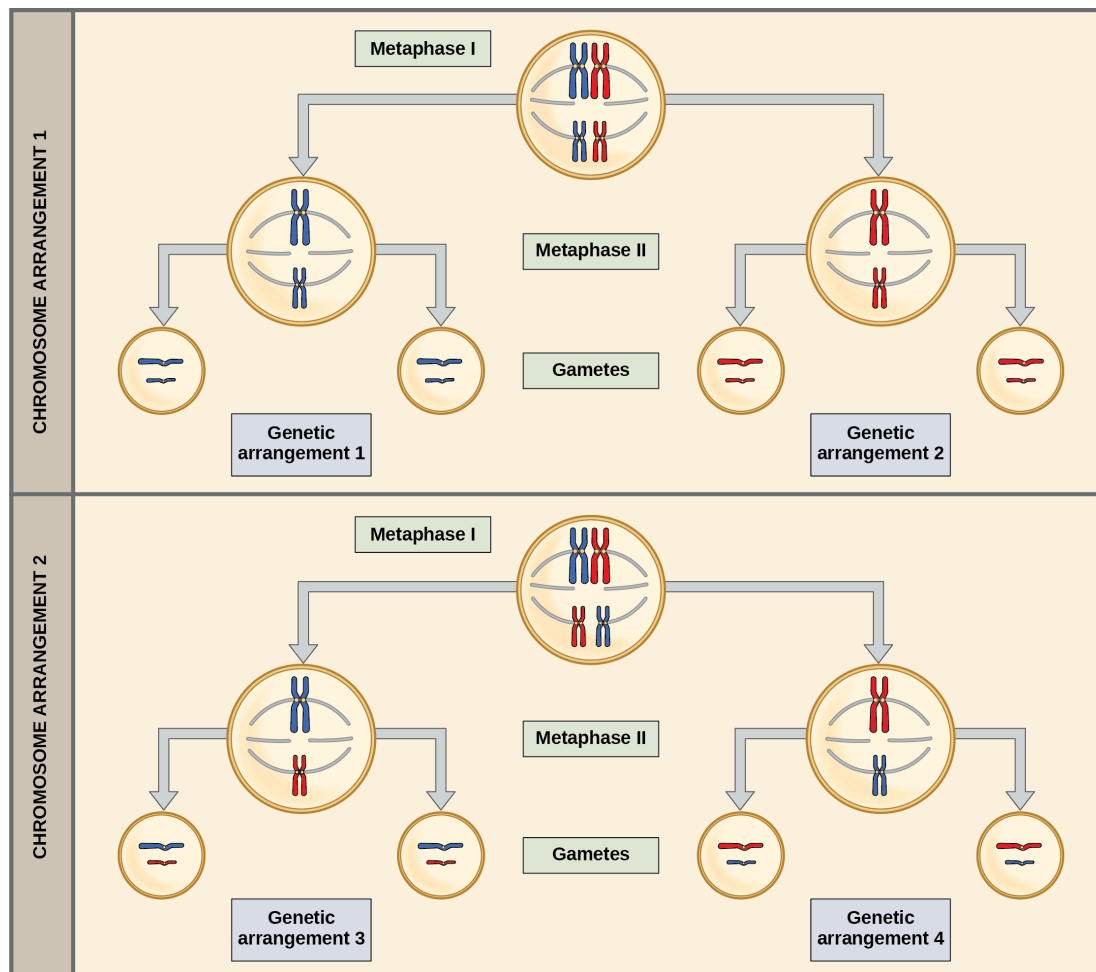 CHROMOSOME ARRANGEMENT 1
Metaphase I
Metaphase II
Gametes
Genetic
arrangement 1
Genetic
arrangement 2
CHROMOSOME ARRANGEMENT 2
Metaphase I
Metaphase II
Gametes
Genetic
arrangement 3
Genetic
arrangement 4